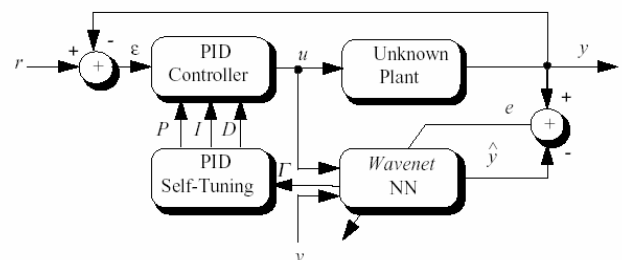 -
+
r
+
ε
PID
Controller
u
Unknown
Plant
y
+
e
+
-
ŷ
P
I
D
PID
Self-Tuning
Γ
Wavenet
NN
v